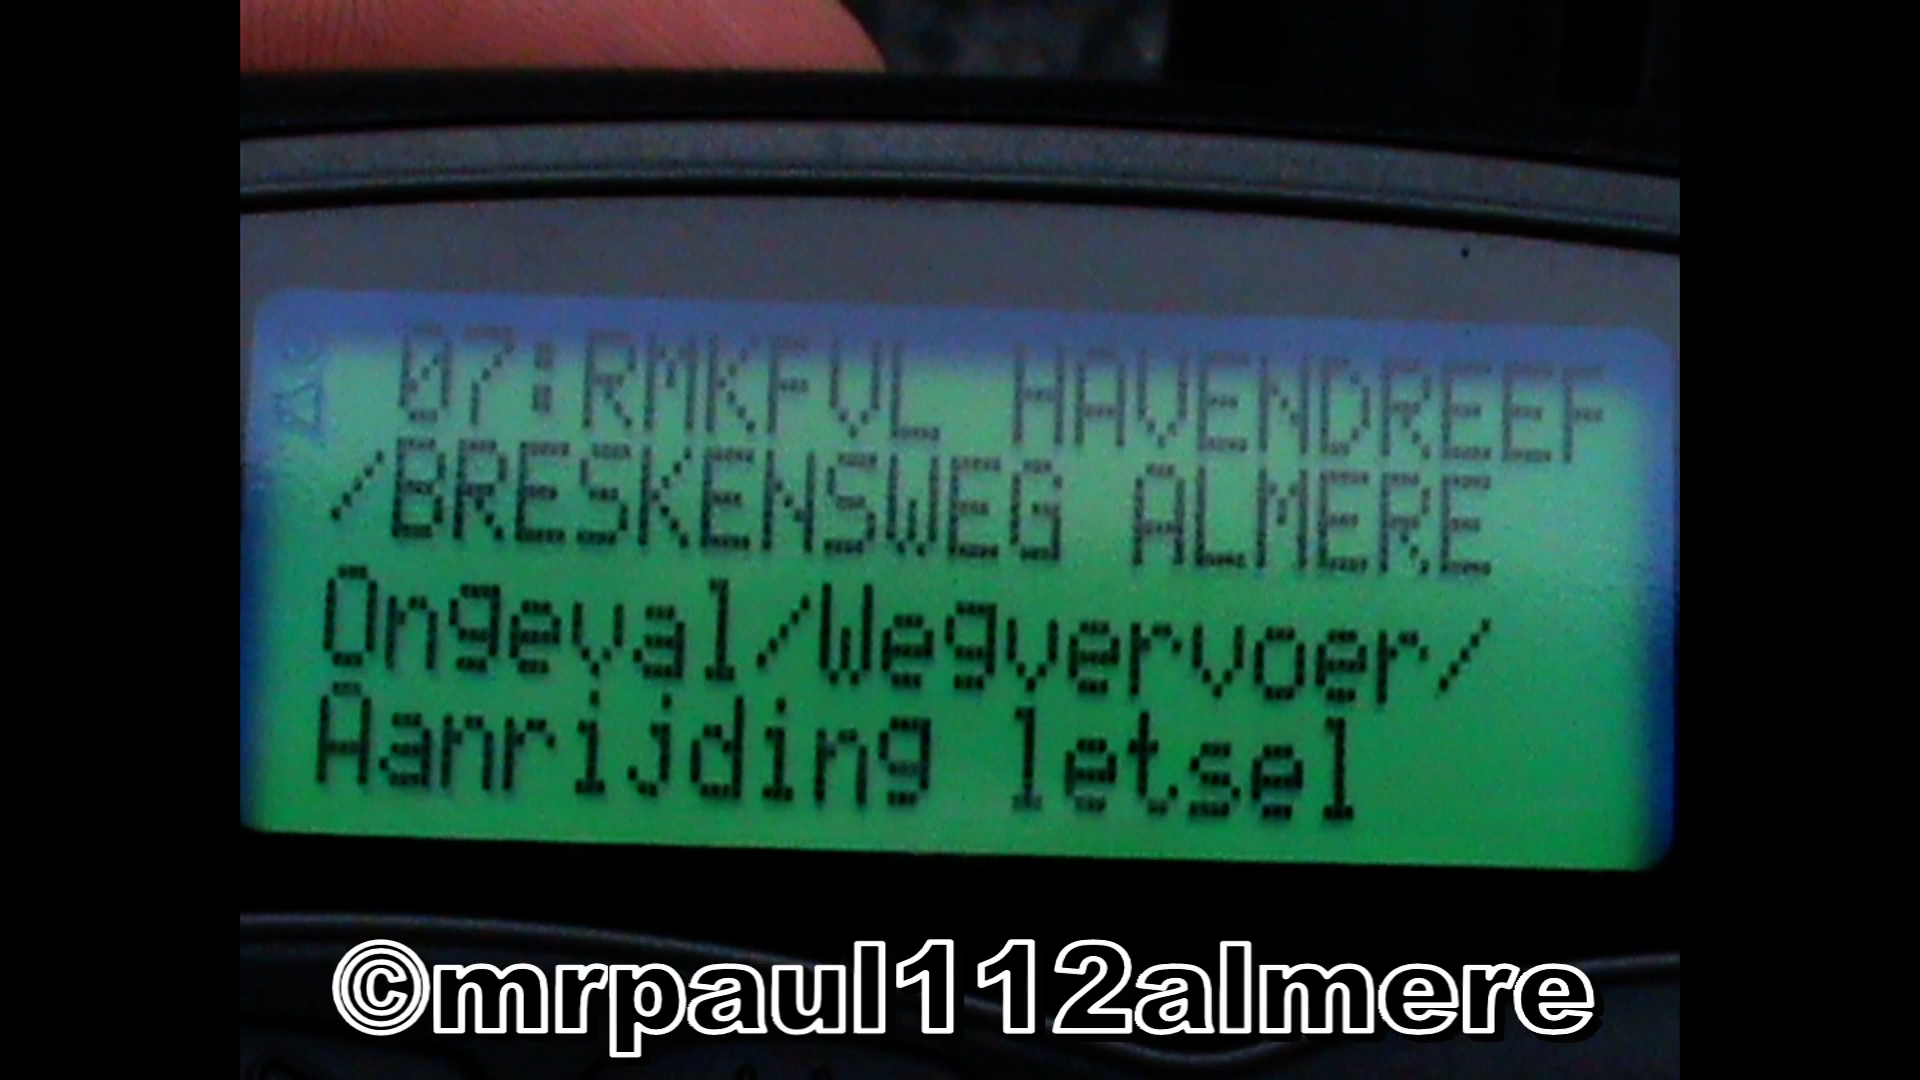 07:RMKFVL HAVENDREEF
/BRESKENSWEG ALMERE
Ongeval/Wegvervoer/
Aanrijding letsel
©mrpaul112almere